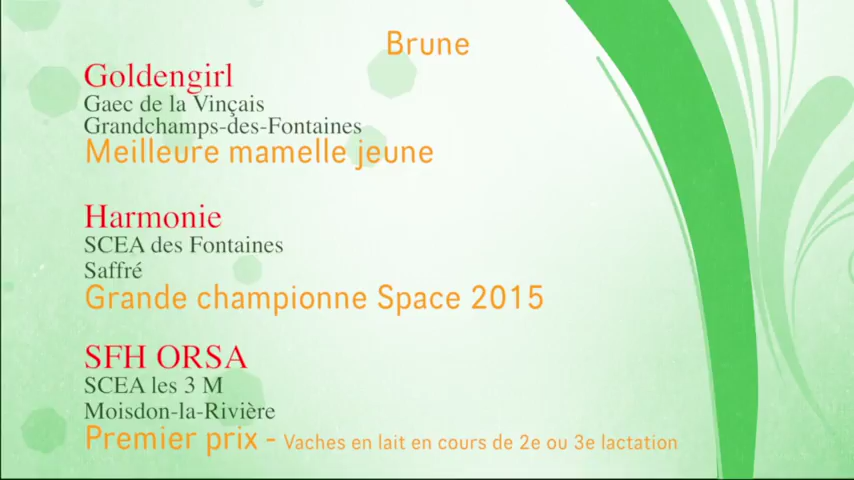 Brune
Goldengirl
Gaec de la Vinçais
Grandchamps-des-Fontaines
Meilleure mamelle jeune
Harmonie
SCEA des Fontaines
Saffré
Grande championne Space 2015
SFH ORSA
SCEA les 3 M
Moisdon-la-Rivière
Premier prix - Vaches en lait en cours de 2e ou 3e lactation